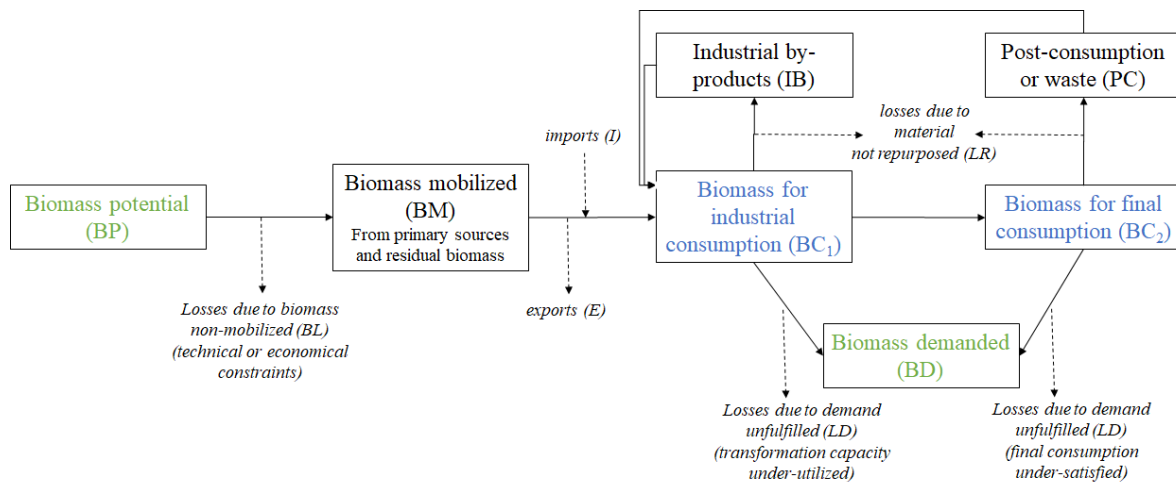 Industrial by-
products (IB)
Post-consumption
or waste (PC)
losses due to
material
not repurposed (LR)
imports (I)
Biomass potential
(BP)
Biomass mobilized
(BM)
From primary sources
and residual biomass
Biomass for
industrial
consumption (BC₁)
Biomass for final
consumption (BC₂)
Losses due to biomass
non-mobilized (BL)
(technical or economical
constraints)
exports (E)
Biomass demanded
(BD)
Losses due to demand
unfulfilled (LD)
(transformation capacity
under-utilized)
Losses due to demand
unfulfilled (LD)
(final consumption
under-satisfied)